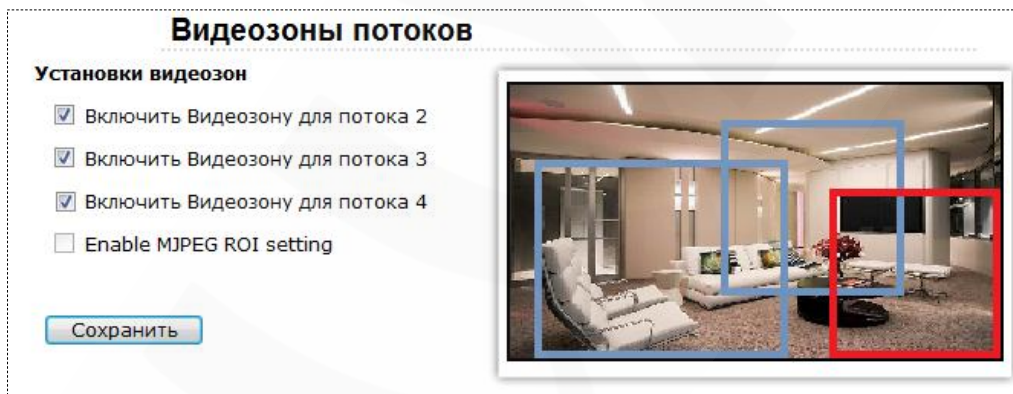 Видеозоны потоков
Установки видеозон
Включить Видеозону для потока 2
Включить Видеозону для потока 3
Включить Видеозону для потока 4
Enable MJPEG ROI setting
Сохранить